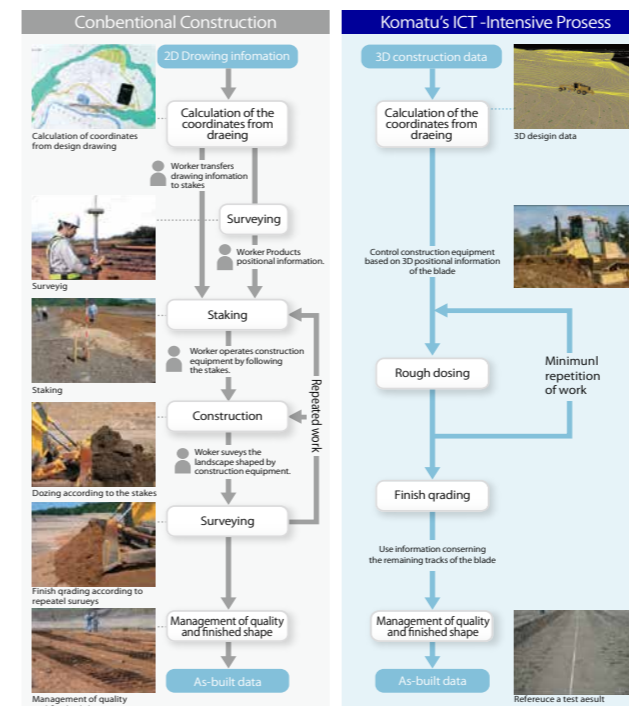 Conbentional Construction
2D Drowing infomation
Calculation of the
coordinates from
draeing
Calculation of coordinates
from design drawing
Worker transfers
drawing infomation
to stakes
Surveying
Worker Products
positional information.
Surveyig
Staking
Worker operates construction
equipment by following
the stakes.
Staking
Repeated work
Construction
Woker suveys the
landscape shaped by
construction equipment.
Dozing according to the stakes
Surveying
Finish qrading according to
repeatel surueys
Management of quality
and finished shape
As-built data
Management of quality
Komatu's ICT -Intensive Prosess
3D construction data
Calculation of the
coordinates from
draeing
3D desigin data
Control construction equipment
based on 3D positional information
of the blade
Rough dosing
Minimunl
repetition
of work
Finish qrading
Use information conserning
the remaining tracks of the blade
Management of quality
and finished shape
As-built data
Refereuce a test aesult